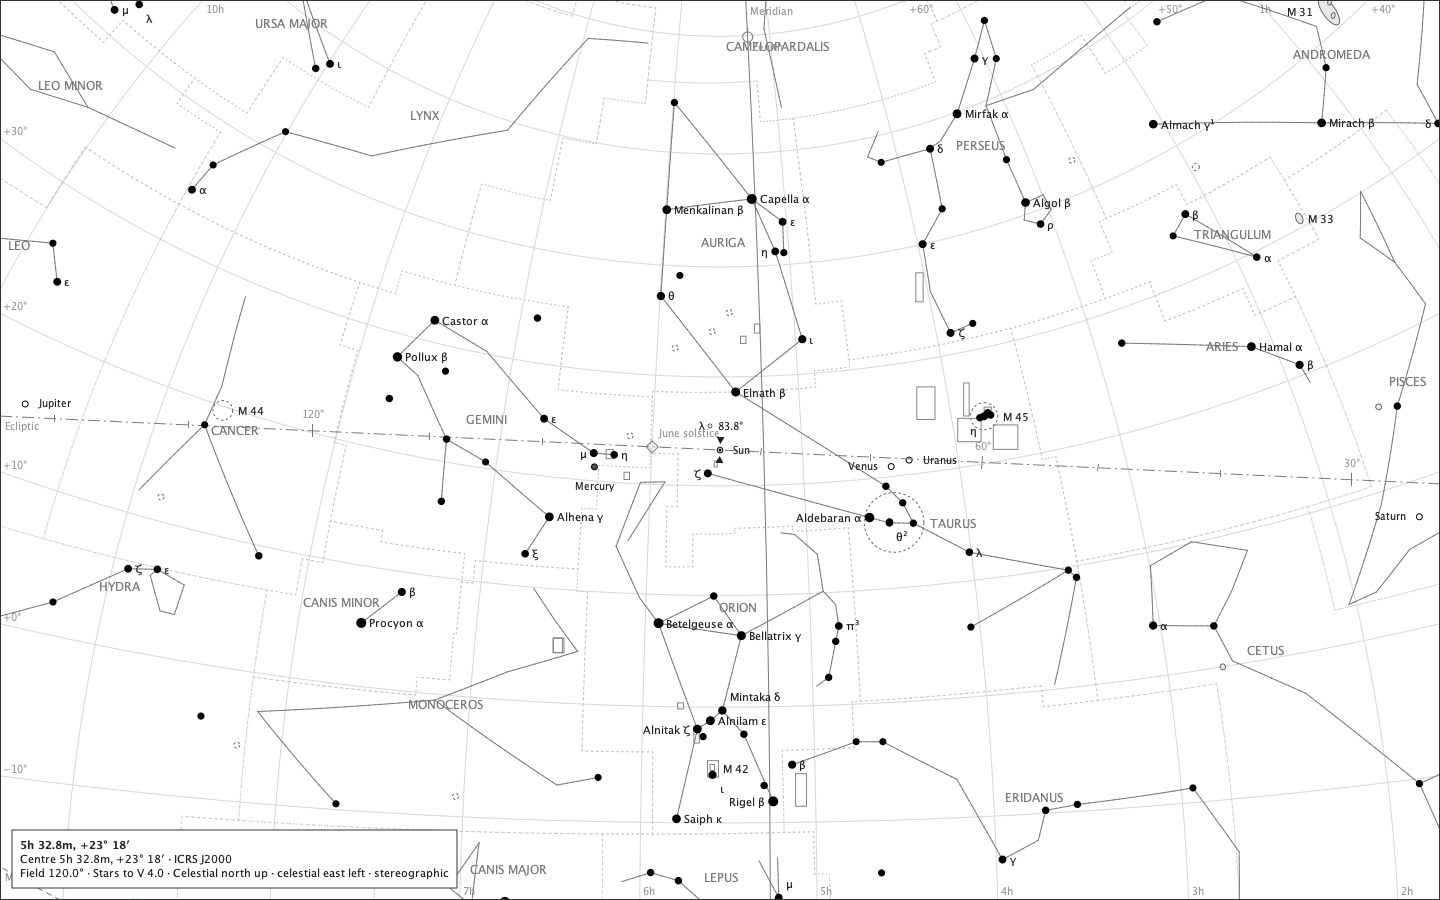 10h
Meridian
+60°
+50°
1h
M 31
+40°
μ
λ
URSA MAJOR
CAMELOPARDALIS
ANDROMEDA
ι
γ
LEO MINOR
LYNX
Mirfak α
Almach γ¹
Mirach β
δ
+30°
PERSEUS
δ
α
Capella α
Algol β
Menkalinan β
ε
ρ
β
M 33
LEO
AURIGA
η
ε
TRIANGULUM
α
ε
θ
+20°
Castor α
ζ
ι
Pollux β
ARIES
Hamal α
β
Elnath β
PISCES
Jupiter
M 44
120°
GEMINI
ε
M 45
Ecliptic
CANCER
λ☉ 83.8°
June solstice
η
60°
Sun
μ
η
Venus
Uranus
+10°
30°
ζ
Mercury
Alhena γ
Aldebaran α
TAURUS
Saturn
θ²
ξ
λ
ζ
ε
HYDRA
CANIS MINOR
β
ORION
+0°
Procyon α
Betelgeuse α
Bellatrix γ
π³
α
CETUS
Mintaka δ
MONOCEROS
Alnilam ε
Alnitak ζ
−10°
M 42
β
ι
Rigel β
ERIDANUS
Saiph κ
5h 32.8m, +23° 18′
Centre 5h 32.8m, +23° 18′ · ICRS J2000
Field 120.0° · Stars to V 4.0 · Celestial north up · celestial east left · stereographic
γ
CANIS MAJOR
LEPUS
μ
7h
6h
5h
4h
3h
2h